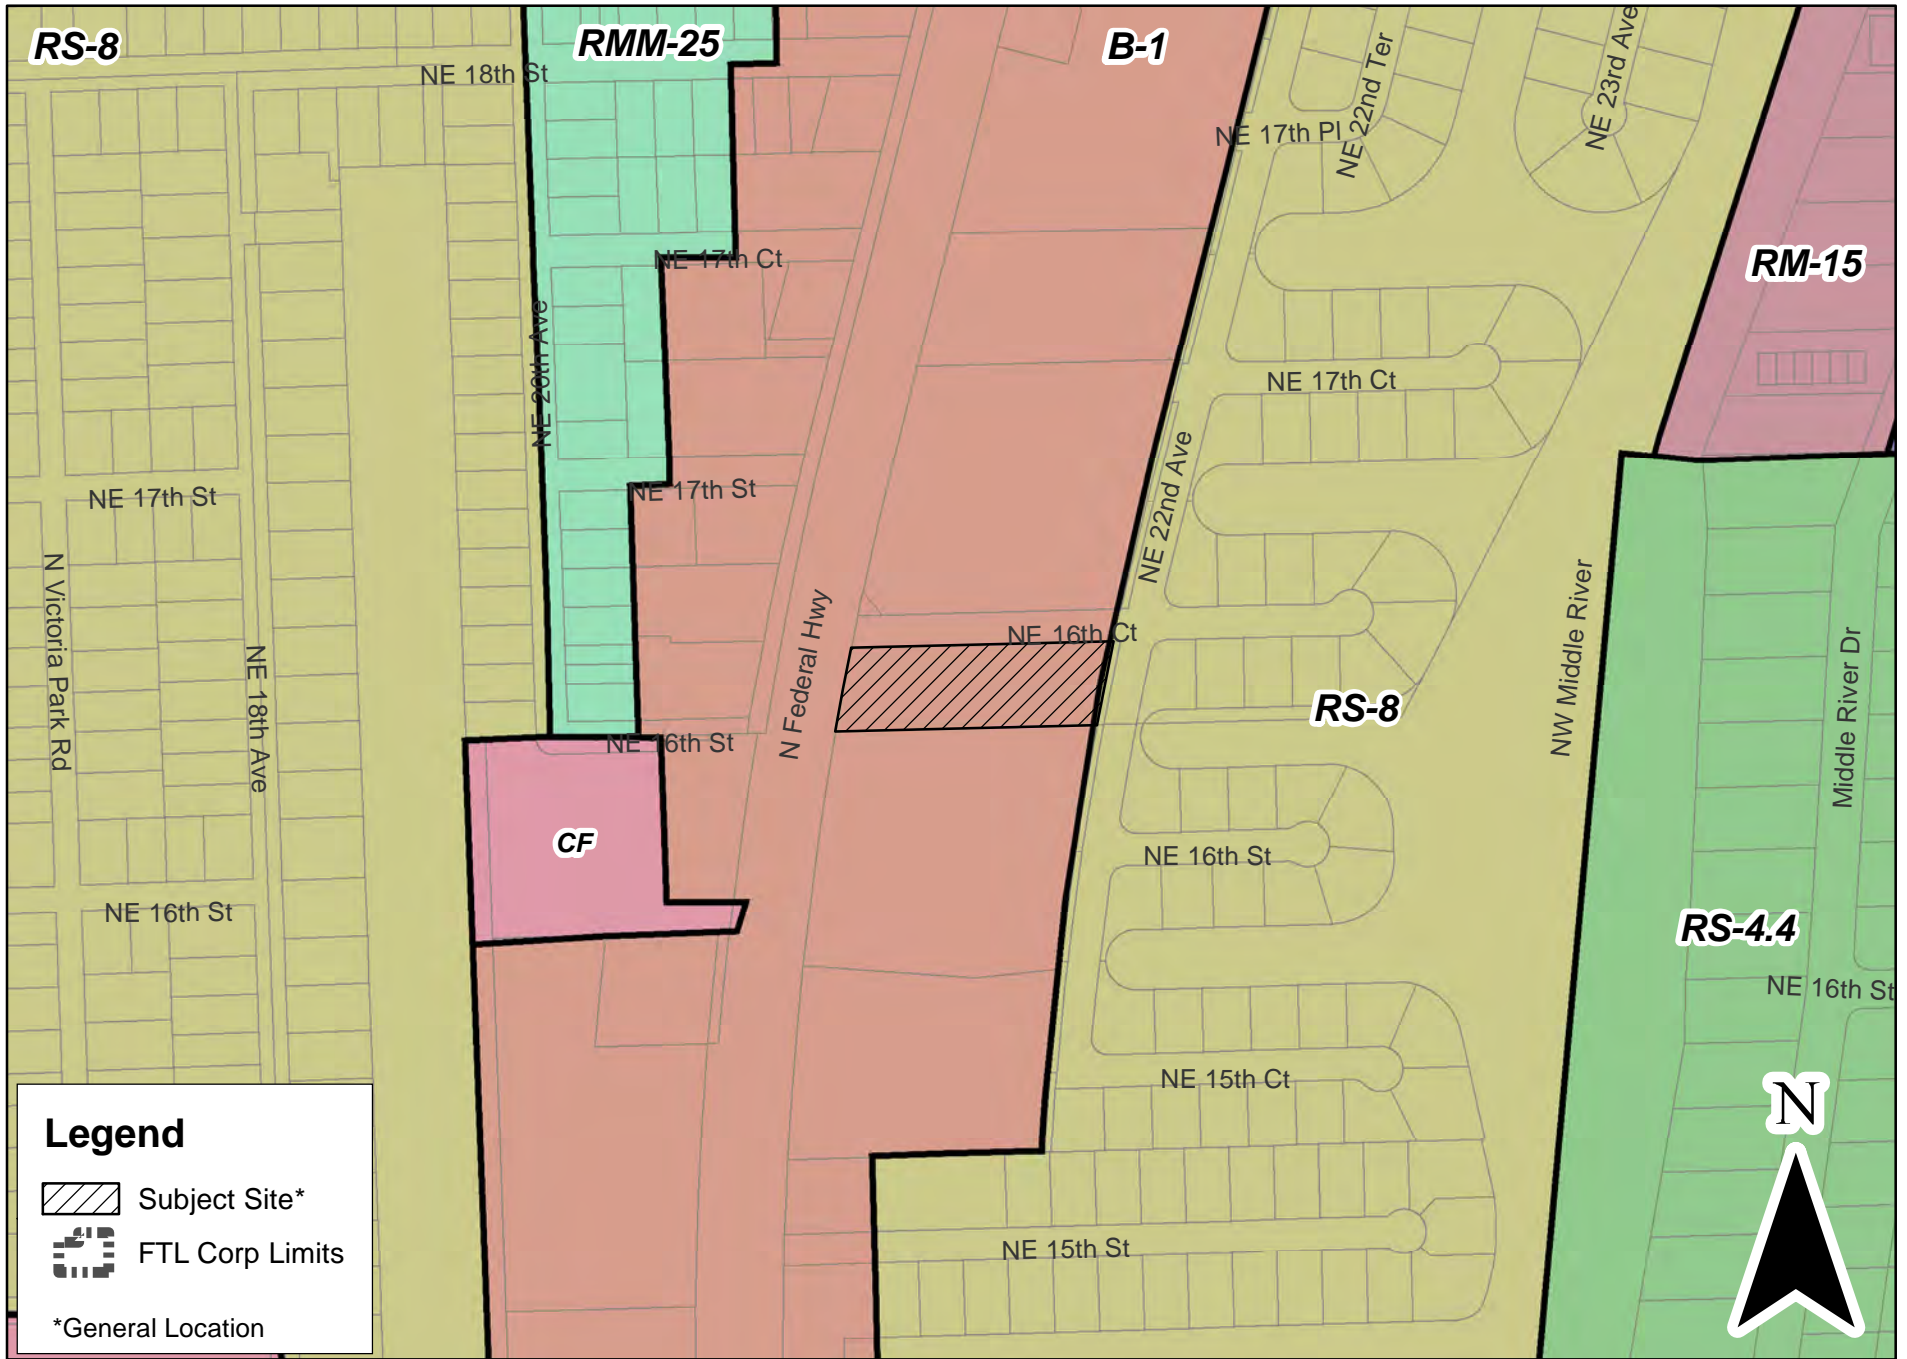 RS-8
RMM-25
B-1
NE 18th St
NE 22nd Ter
NE 23rd Ave
NE 17th Pl
NE 17th Ct
RM-15
NE 20th Ave
NE 17th Ct
NE 17th St
NE 17th St
NE 22nd Ave
N Victoria Park Rd
NE 18th Ave
N Federal Hwy
NE 16th Ct
RS-8
NW Middle River
Middle River Dr
NE 16th St
CF
NE 16th St
NE 16th St
RS-4.4
NE 16th St
NE 15th Ct
NE 15th St
N
Legend
Subject Site*
FTL Corp Limits
*General Location